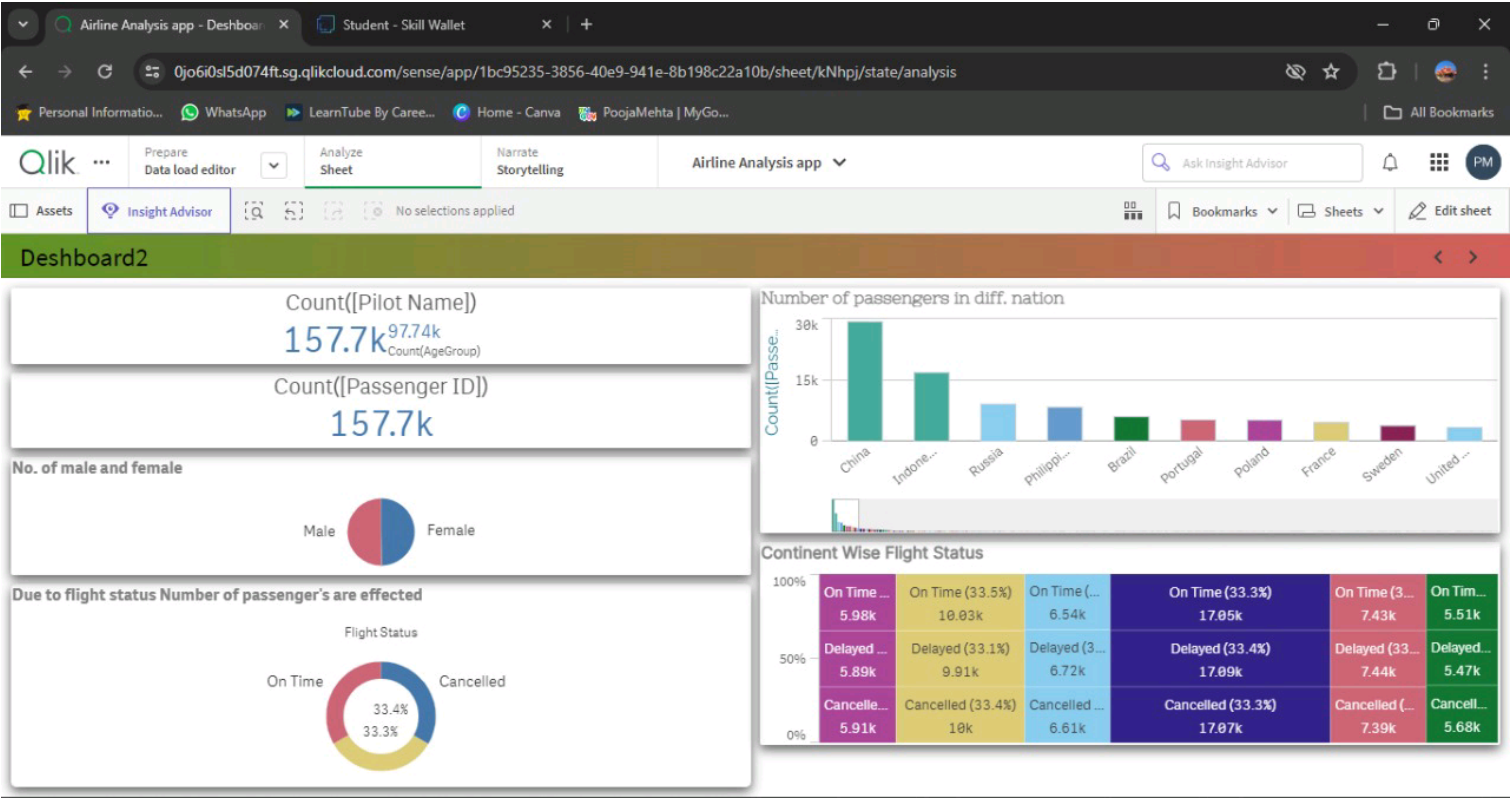 Airline Analysis app - Deshboar
Student - Skill Wallet
0jo6i0sl5d074ft.sg.qlikcloud.com/sense/app/1bc95235-3856-40e9-941e-8b198c22a10b/sheet/kNhpj/state/analysis
Personal Informatio... WhatsApp LearnTube By Caree... Home - Canva PoojaMehta | MyGo... All Bookmarks
Qlik
Prepare
Data load editor
Analyze
Sheet
Narrate
Storytelling
Airline Analysis app
Ask Insight Advisor
PM
Assets Insight Advisor No selections applied Bookmarks Sheets Edit sheet
Deshboard2
Count([Pilot Name])
157.7k 97.74k
Count(AgeGroup)
Count([Passenger ID])
157.7k
No. of male and female
Male Female
Due to flight status Number of passenger's are effected
Flight Status
On Time Cancelled
33.4%
33.3%
Number of passengers in diff. nation
Count([Passe...
30k
15k
0
China Indone... Russia Philippi... Brazil Portugal Poland France Sweden United ...
Continent Wise Flight Status
100%
50%
0%
On Time ... On Time (33.5%) On Time (... On Time (33.3%) On Time (3... On Tim...
5.98k 10.03k 6.54k 17.05k 7.43k 5.51k
Delayed ... Delayed (33.1%) Delayed (3... Delayed (33.4%) Delayed (33... Delayed...
5.89k 9.91k 6.72k 17.09k 7.44k 5.47k
Cancelle... Cancelled (33.4%) Cancelled ... Cancelled (33.3%) Cancelled (... Cancell...
5.91k 10k 6.61k 17.07k 7.39k 5.68k